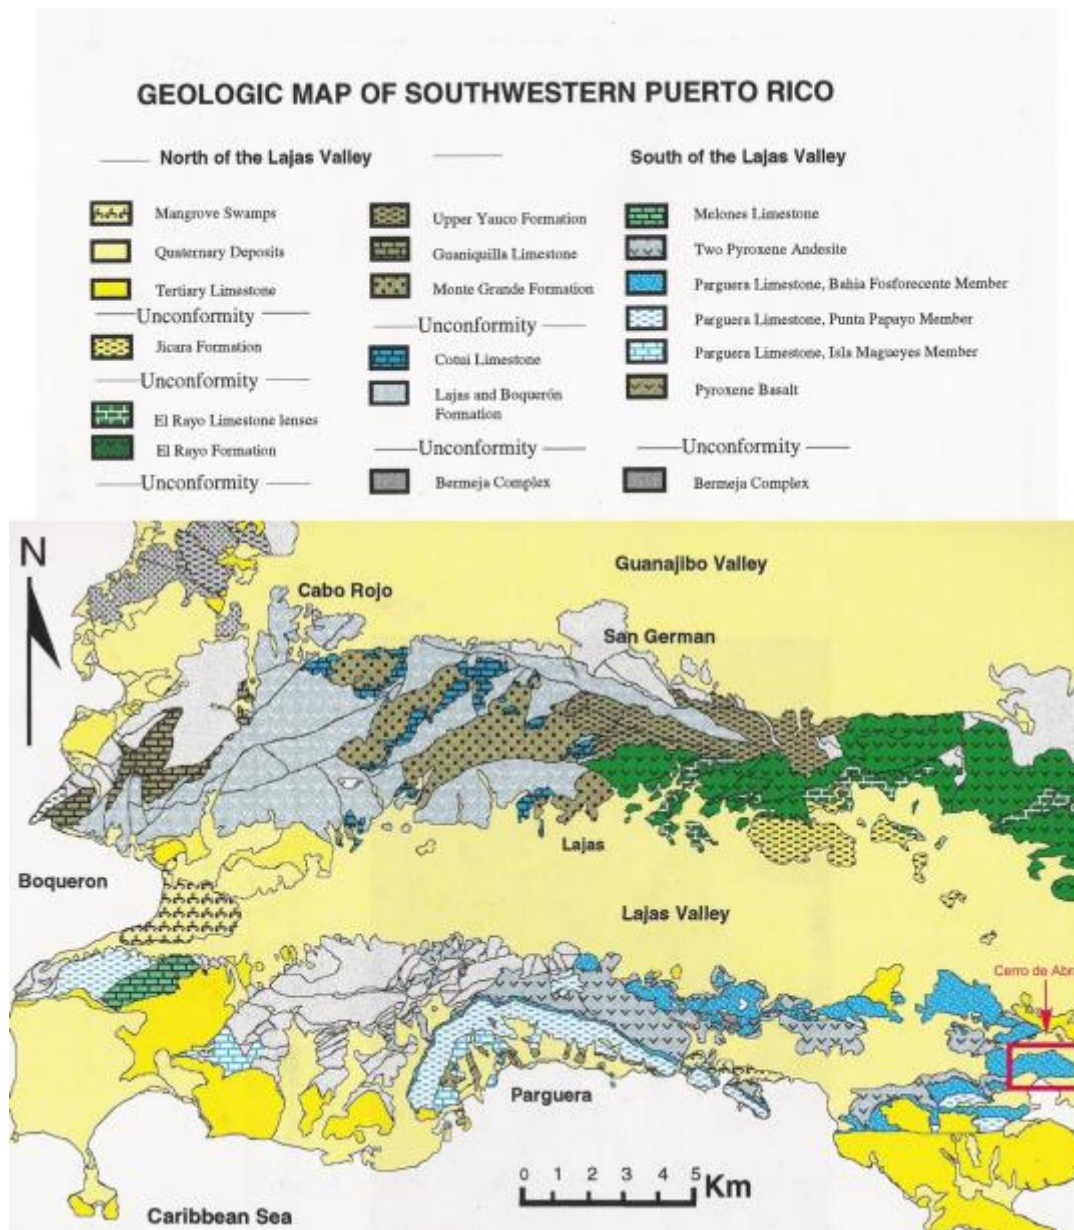 GEOLOGIC MAP OF SOUTHWESTERN PUERTO RICO
North of the Lajas Valley
Mangrove Swamps
Quaternary Deposits
Tertiary Limestone
Unconformity
Jicara Formation
Unconformity
El Rayo Limestone lenses
El Rayo Formation
Unconformity
Upper Yauco Formation
Guaniquilla Limestone
Monte Grande Formation
Unconformity
Cotui Limestone
Lajas and Boquerón
Formation
Unconformity
Bermeja Complex
South of the Lajas Valley
Melones Limestone
Two Pyroxene Andesite
Parguera Limestone, Bahia Fosforecente Member
Parguera Limestone, Punta Papayo Member
Parguera Limestone, Isla Magueyes Member
Pyroxene Basalt
Unconformity
Bermeja Complex
N
Guanajibo Valley
Cabo Rojo
San German
Lajas
Boqueron
Lajas Valley
Cerro de Abr
Parguera
0 1 2 3 4 5 Km
Caribbean Sea